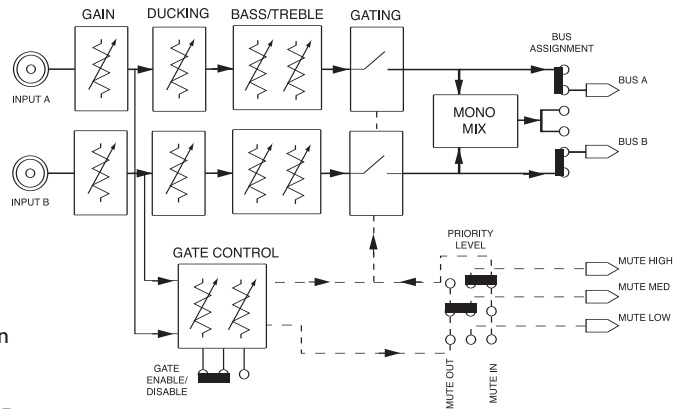 GAIN
DUCKING
BASS/TREBLE
GATING
BUS
ASSIGNMENT
INPUT A
BUS A
MONO
MIX
BUS B
INPUT B
GATE CONTROL
PRIORITY
LEVEL
MUTE HIGH
MUTE MED
MUTE LOW
n
GATE
ENABLE/
DISABLE
MUTE OUT
MUTE IN